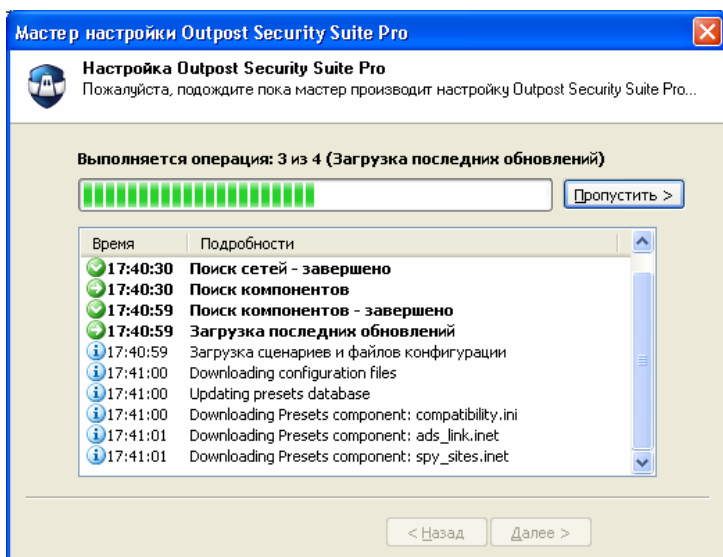 Мастер настройки Outpost Security Suite Pro
Настройка Outpost Security Suite Pro
Пожалуйста, подождите пока мастер производит настройку Outpost Security Suite Pro...
Выполняется операция: 3 из 4 (Загрузка последних обновлений)
Пропустить >
Время Подробности
17:40:30 Поиск сетей - завершено
17:40:30 Поиск компонентов
17:40:59 Поиск компонентов - завершено
17:40:59 Загрузка последних обновлений
17:40:59 Загрузка сценариев и файлов конфигурации
17:41:00 Downloading configuration files
17:41:00 Updating presets database
17:41:00 Downloading Presets component: compatibility.ini
17:41:01 Downloading Presets component: ads_link.inet
17:41:01 Downloading Presets component: spy_sites.inet
< Назад Далее >